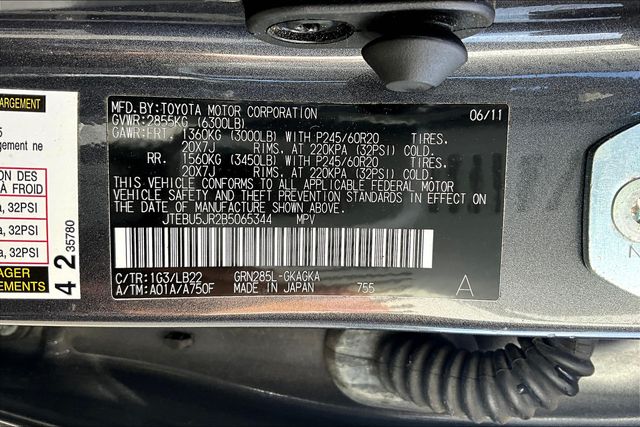 MFD.BY:TOYOTA MOTOR CORPORATION 06/11
GVWR:2855KG (6300LB)
GAWR:FRT. 1360KG (3000LB) WITH P245/60R20 TIRES.
20X7J RIMS. AT 220KPA (32PSI) COLD.
RR. 1560KG (3450LB) WITH P245/60R20 TIRES.
20X7J RIMS. AT 220KPA (32PSI) COLD.
THIS VEHICLE CONFORMS TO ALL APPLICABLE FEDERAL MOTOR
VEHICLE SAFETY AND THEFT PREVENTION STANDARDS IN EFFECT ON
THE DATE OF MANUFACTURE SHOWN ABOVE.
JTEBU5JR2B5065344 MPV
C/TR:1G3/LB22 GRN285L-GKAGKA
A/TM:A01A/A750F MADE IN JAPAN 755 A
ARGEMENT
5
gement ne
ION DES
À FROID
a, 32PSI
a, 32PSI
a, 32PSI
NAGER
EMENTS
4 2 35780